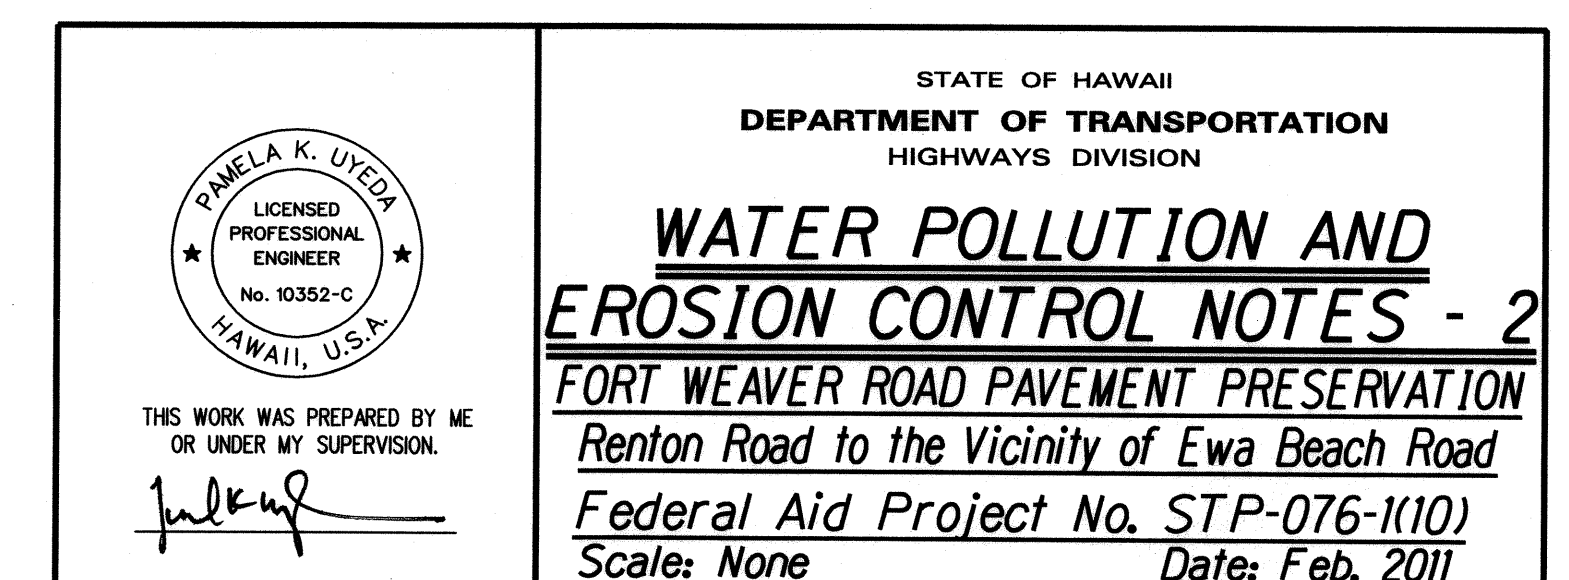 PAMELA K. UYEDA
LICENSED
PROFESSIONAL
ENGINEER
No. 10352-C
HAWAII, U.S.A.
THIS WORK WAS PREPARED BY ME
OR UNDER MY SUPERVISION.
STATE OF HAWAII
DEPARTMENT OF TRANSPORTATION
HIGHWAYS DIVISION
WATER POLLUTION AND
EROSION CONTROL NOTES - 2
FORT WEAVER ROAD PAVEMENT PRESERVATION
Renton Road to the Vicinity of Ewa Beach Road
Federal Aid Project No. STP-076-1(10)
Scale: None Date: Feb. 2011